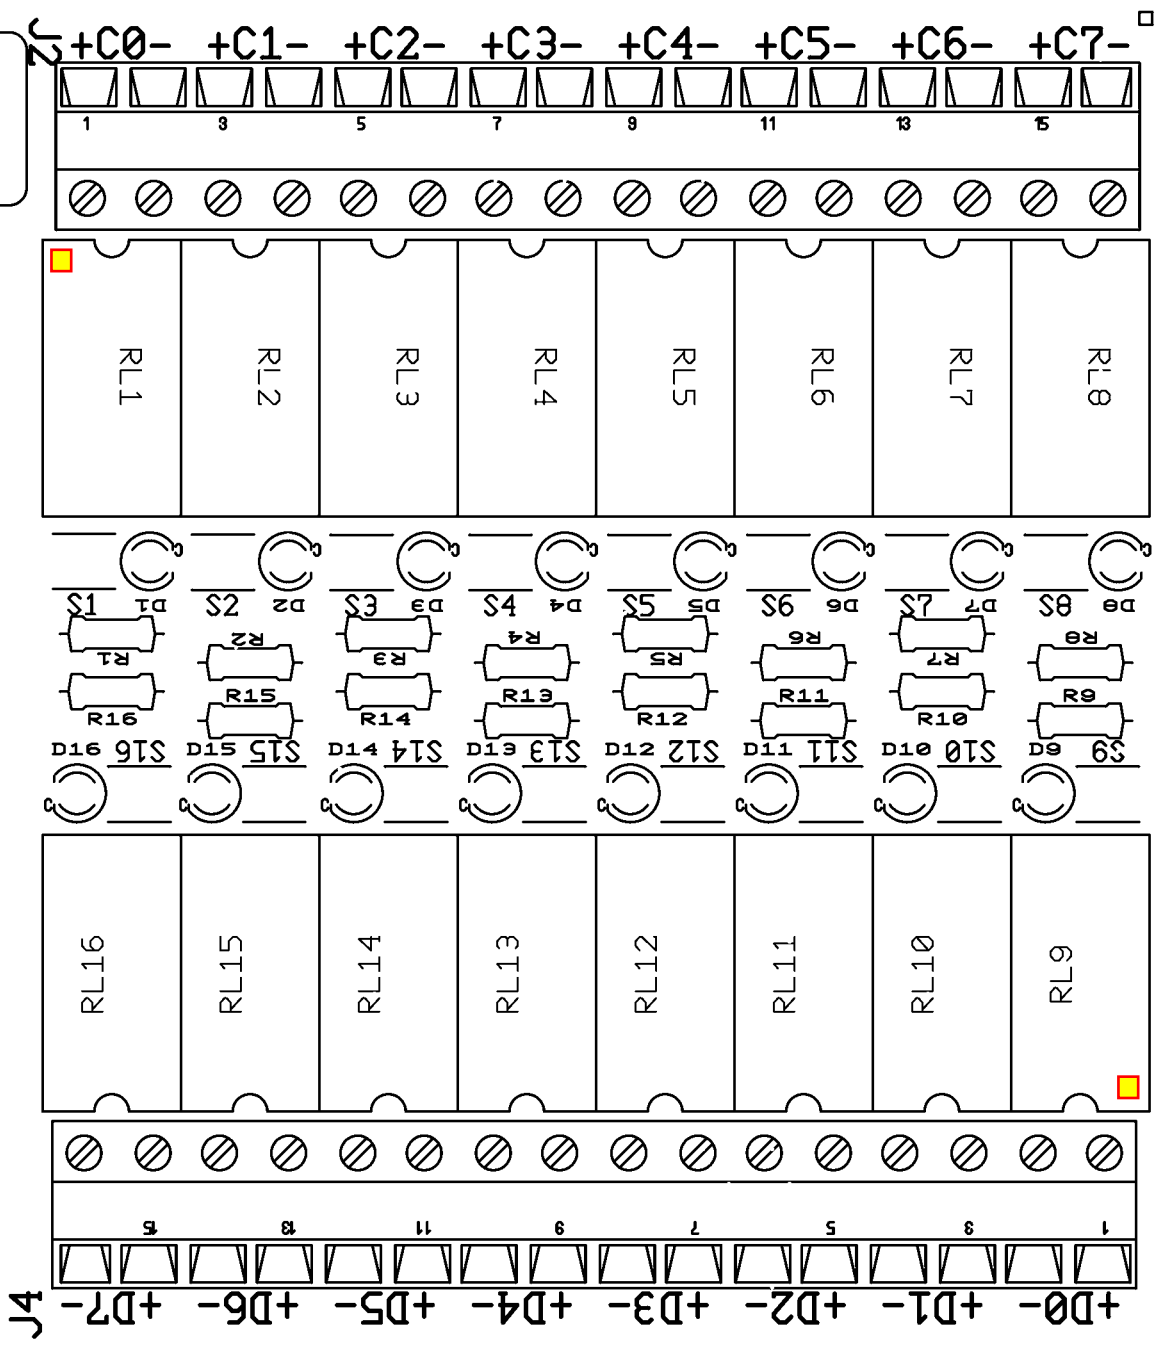 J2 +C0- +C1- +C2- +C3- +C4- +C5- +C6- +C7-
1 3 5 7 9 11 13 15
RL1 RL2 RL3 RL4 RL5 RL6 RL7 RL8
C C C C C C C C
S1 D1 S2 D2 S3 D3 S4 D4 S5 D5 S6 D6 S7 D7 S8 D8
R1 R2 R3 R4 R5 R6 R7 R8
R16 R15 R14 R13 R12 R11 R10 R9
D16 S16 D15 S15 D14 S14 D13 S13 D12 S12 D11 S11 D10 S10 D9 S9
C C C C C C C C
RL16 RL15 RL14 RL13 RL12 RL11 RL10 RL9
15 13 11 9 7 5 3 1
J4 -D7+ -D6+ -D5+ -D4+ -D3+ -D2+ -D1+ -D0+